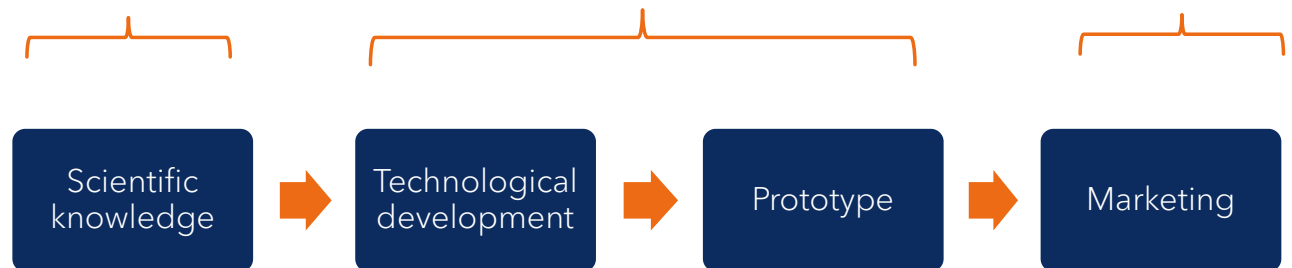 Scientific
knowledge
Technological
development
Prototype
Marketing